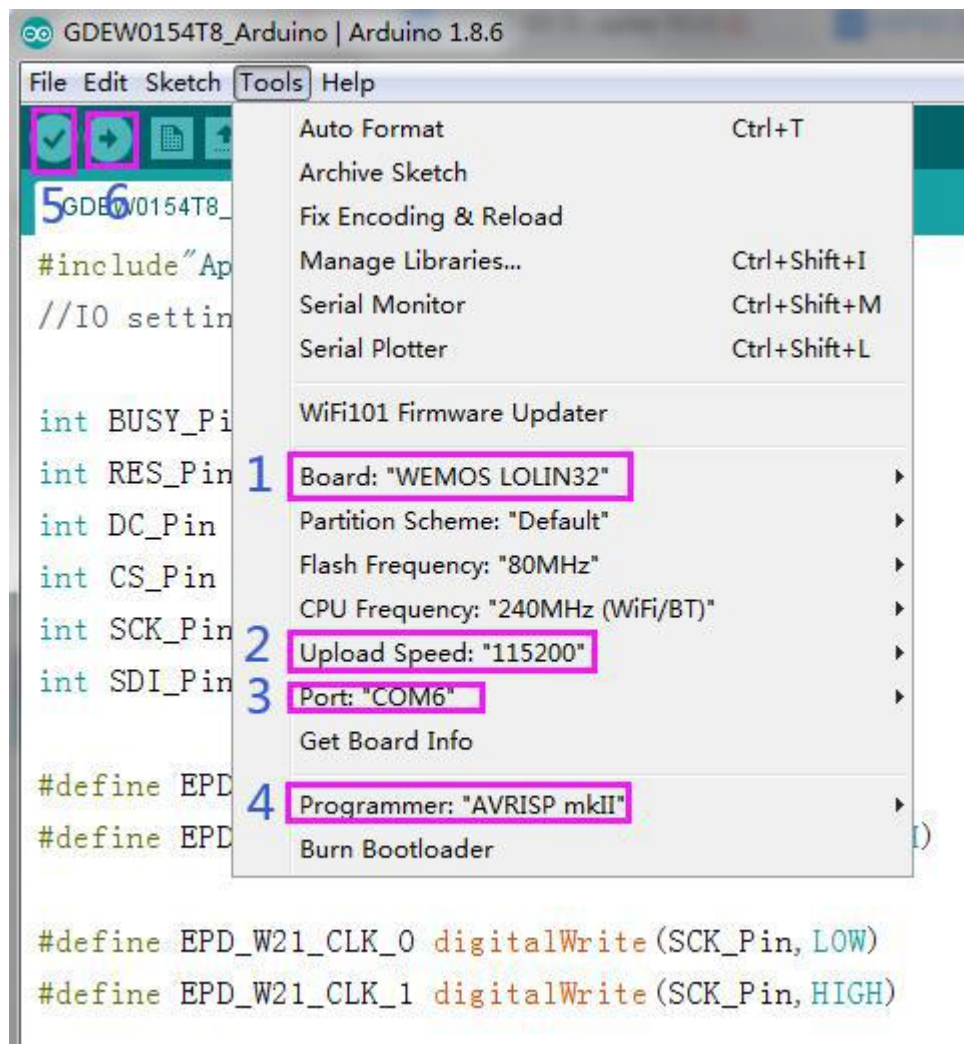 GDEW0154T8_Arduino | Arduino 1.8.6
File Edit Sketch Tools Help
Auto Format Ctrl+T
Archive Sketch
5 6 GDEW0154T8_
Fix Encoding & Reload
#include"Ap
Manage Libraries... Ctrl+Shift+I
//IO settin
Serial Monitor Ctrl+Shift+M
Serial Plotter Ctrl+Shift+L
int BUSY_Pi
WiFi101 Firmware Updater
int RES_Pin
1 Board: "WEMOS LOLIN32"
int DC_Pin
Partition Scheme: "Default"
int CS_Pin
Flash Frequency: "80MHz"
CPU Frequency: "240MHz (WiFi/BT)"
int SCK_Pin
2 Upload Speed: "115200"
int SDI_Pin
3 Port: "COM6"
Get Board Info
#define EPD
4 Programmer: "AVRISP mkII"
#define EPD
Burn Bootloader
#define EPD_W21_CLK_0 digitalWrite(SCK_Pin,LOW)
#define EPD_W21_CLK_1 digitalWrite(SCK_Pin,HIGH)